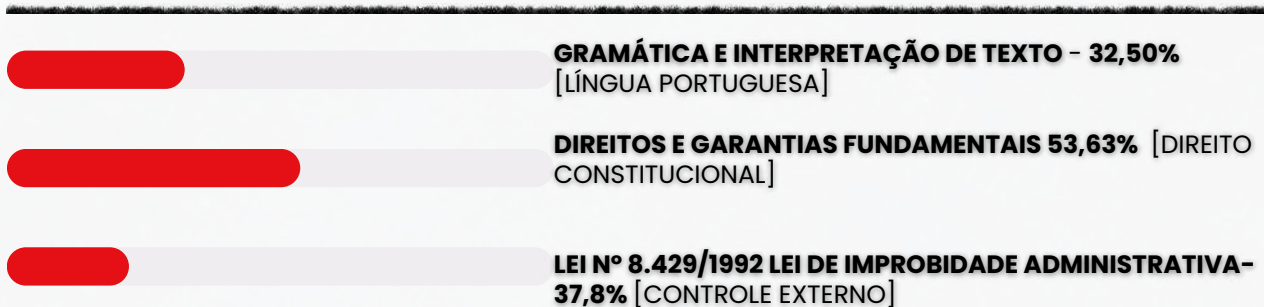 GRAMÁTICA E INTERPRETAÇÃO DE TEXTO - 32,50%
[LÍNGUA PORTUGUESA]
DIREITOS E GARANTIAS FUNDAMENTAIS 53,63% [DIREITO
CONSTITUCIONAL]
LEI Nº 8.429/1992 LEI DE IMPROBIDADE ADMINISTRATIVA-
37,8% [CONTROLE EXTERNO]